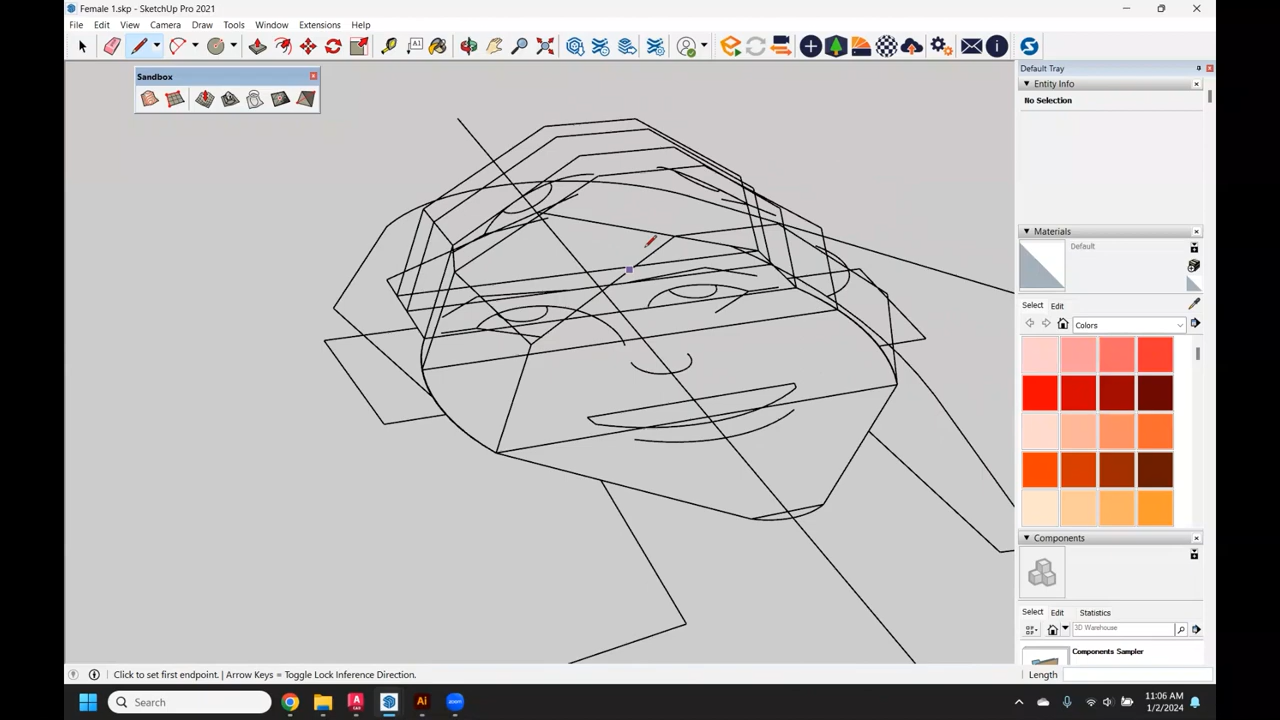 Female 1.skp - SketchUp Pro 2021
File Edit View Camera Draw Tools Window Extensions Help
Sandbox
Default Tray
Entity Info
No Selection
Materials
Default
Select Edit
Colors
Components
Select Edit Statistics
3D Warehouse
Components Sampler
Click to set first endpoint. | Arrow Keys = Toggle Lock Inference Direction.
Length
Search
11:06 AM
1/2/2024